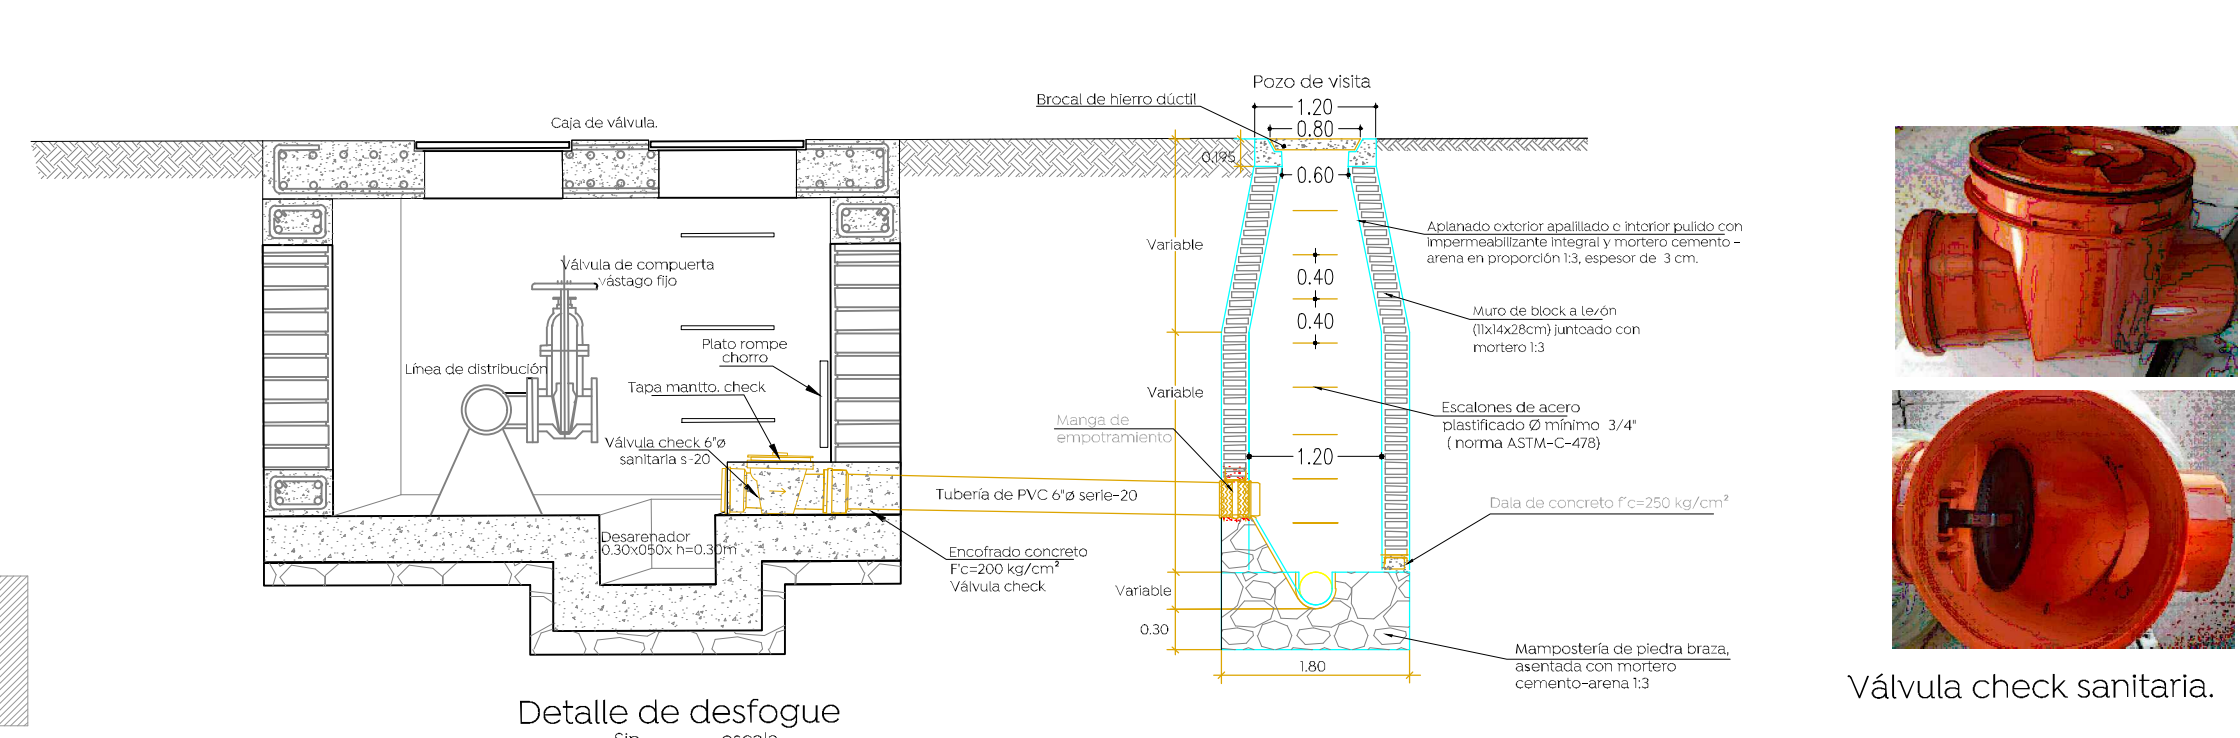 Pozo de visita
1.20
0.80
0.195
0.60
Brocal de hierro dúctil
Caja de válvula.
Variable
0.40
0.40
Aplanado exterior apalillado e interior pulido con
impermeabilizante integral y mortero cemento -
arena en proporción 1:3, espesor de 3 cm.
Válvula de compuerta
vástago fijo
Muro de block a lezón
(11x14x28cm) junteado con
mortero 1:3
Plato rompe
chorro
Línea de distribución
Tapa mantto. check
Variable
Manga de
empotramiento
Escalones de acero
plastificado Ø mínimo 3/4"
( norma ASTM-C-478)
Válvula check 6"ø
sanitaria s-20
1.20
Tubería de PVC 6"ø serie-20
Dala de concreto f'c=250 kg/cm²
Desarenador
0.30x050x h=0.30m
Encofrado concreto
F'c=200 kg/cm²
Válvula check
Variable
0.30
1.80
Mampostería de piedra braza,
asentada con mortero
cemento-arena 1:3
Detalle de desfogue
Sin escala
Válvula check sanitaria.